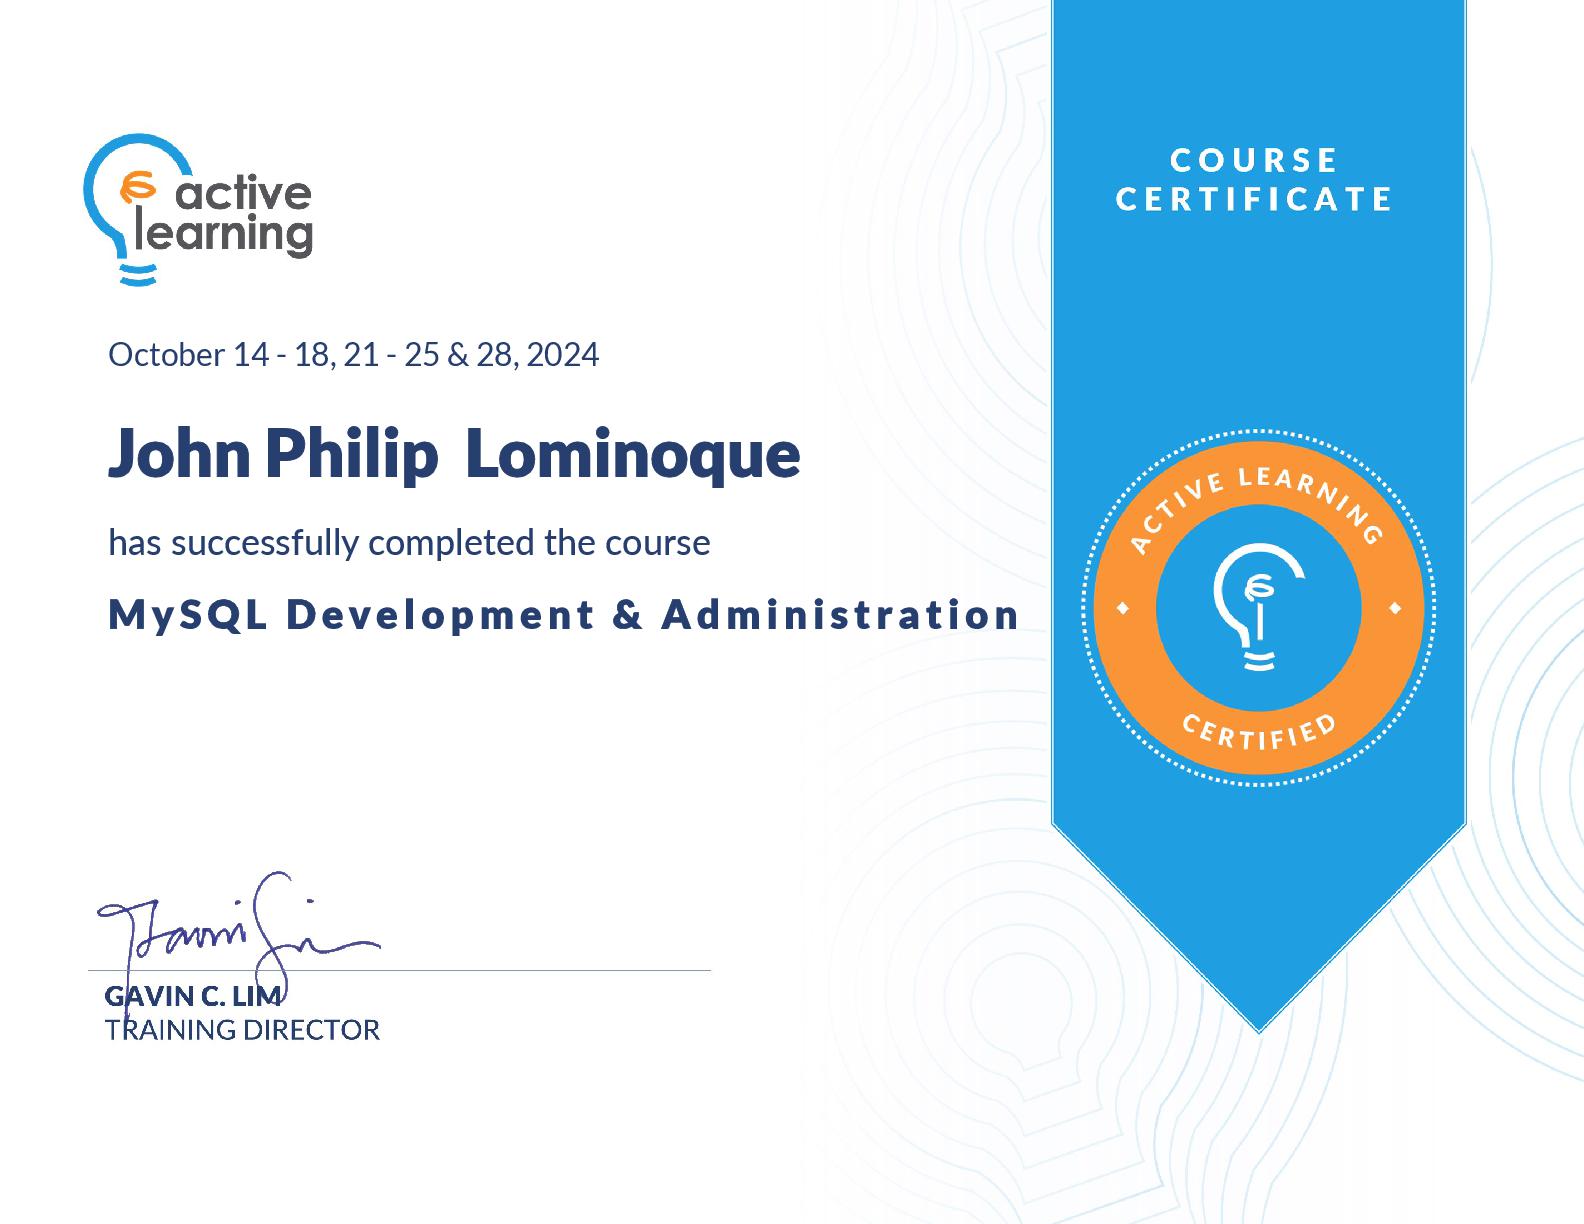 active
learning
COURSE
CERTIFICATE
October 14 - 18, 21 - 25 & 28, 2024
John Philip Lominoque
has successfully completed the course
MySQL Development & Administration
ACTIVE LEARNING
CERTIFIED
GAVIN C. LIM
TRAINING DIRECTOR